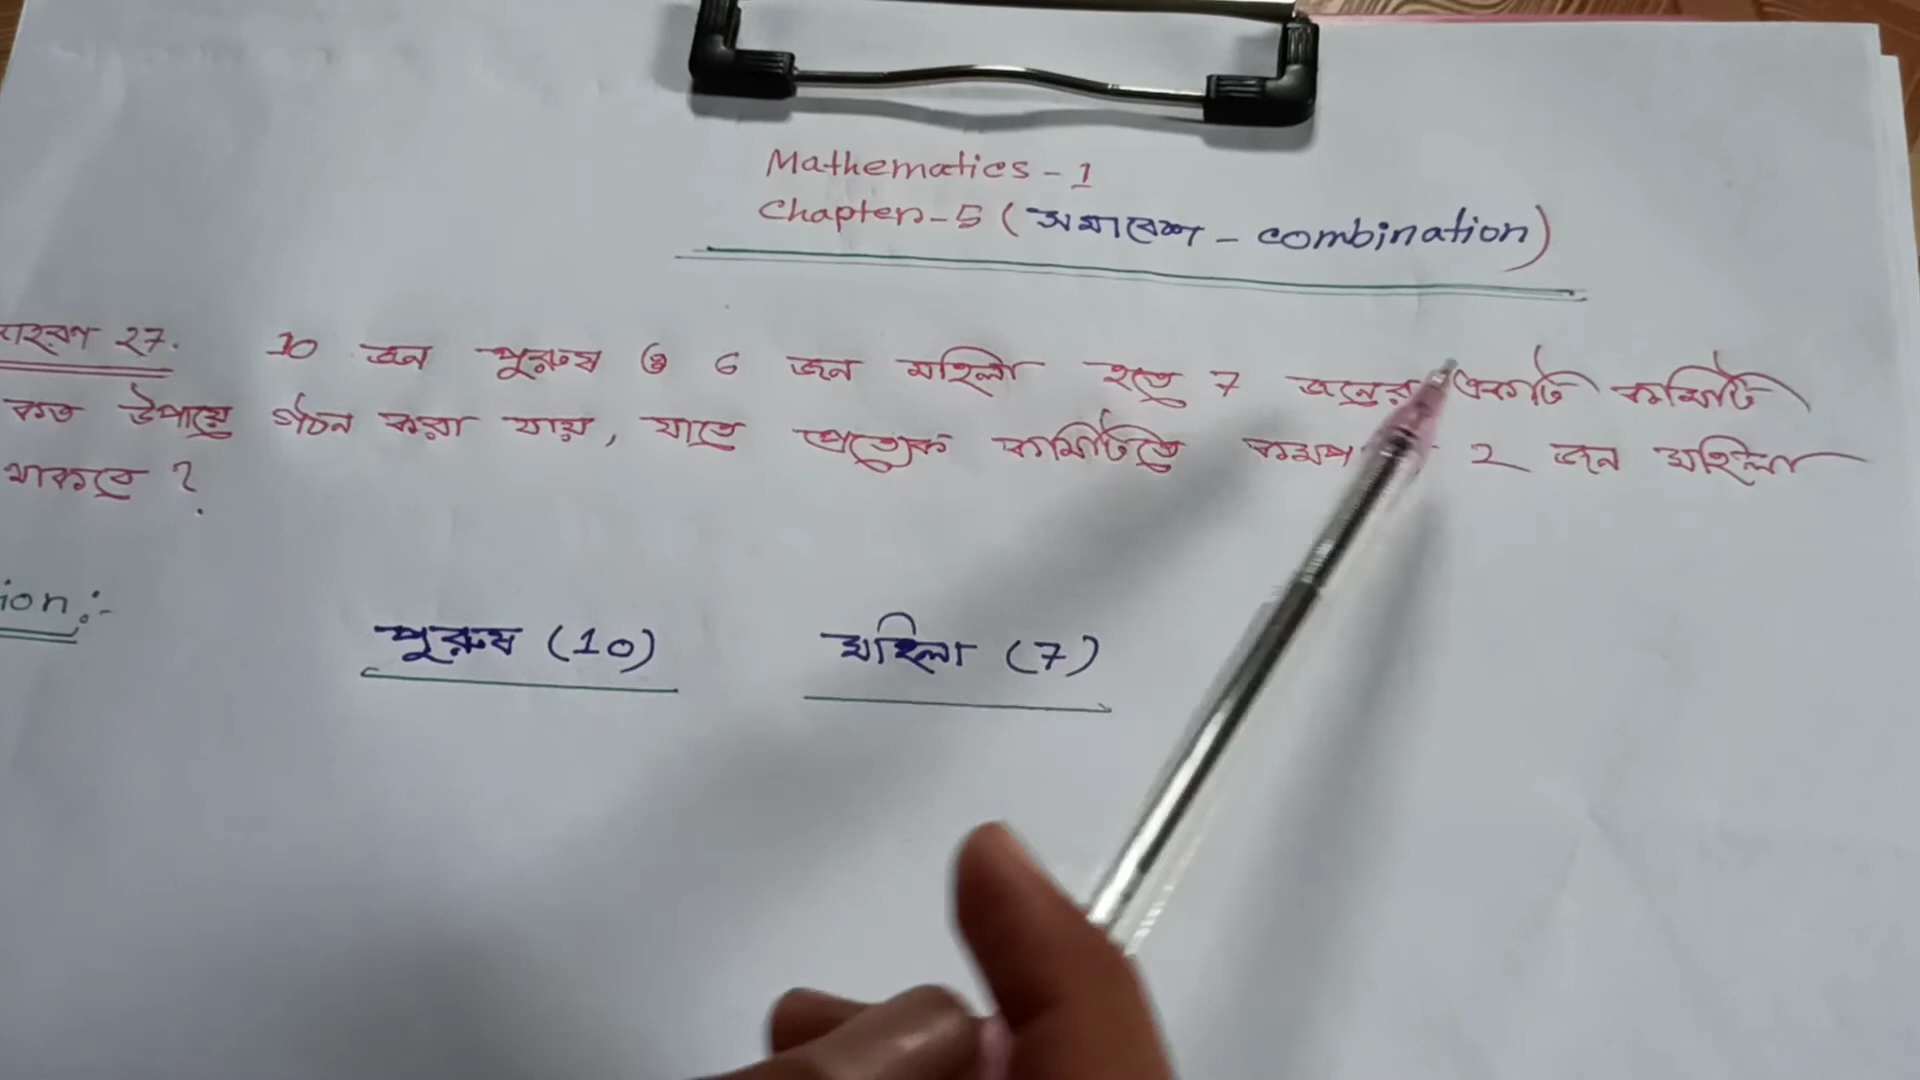 Mathematics - 1
Chapter-5 (সমাবেশ - combination)
াহরণ 27. 10 জন পুরুষ ও 6 জন মহিলা হতে 7 জনের একটি কমিটি
কত উপায়ে গঠন করা যায়, যাতে প্রত্যেক কমিটিতে 2 জন মহিলা
থাকবে ?
ion :-
পুরুষ (10) মহিলা (7)